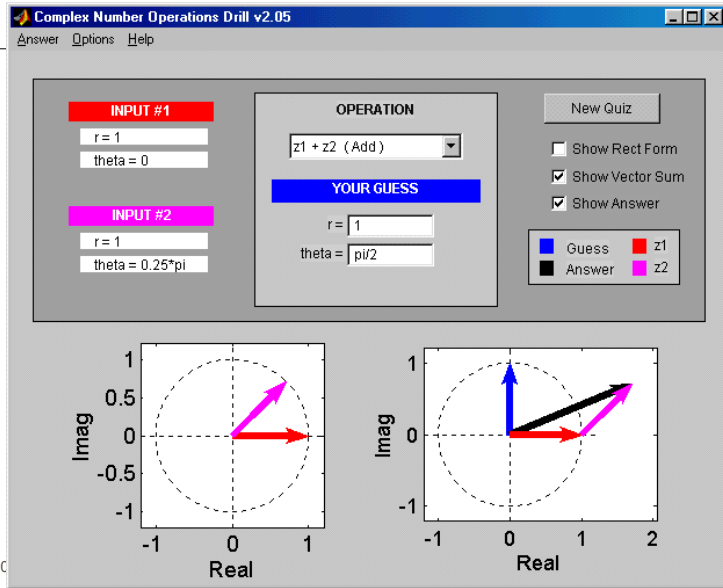 Complex Number Operations Drill v2.05
Answer Options Help
INPUT #1
r = 1
theta = 0
INPUT #2
r = 1
theta = 0.25*pi
OPERATION
z1 + z2 ( Add )
YOUR GUESS
r = 1
theta = pi/2
New Quiz
Show Rect Form
Show Vector Sum
Show Answer
Guess z1
Answer z2
1
0.5
0
-0.5
-1
Imag
-1 0 1
Real
1
0
-1
Imag
-1 0 1 2
Real